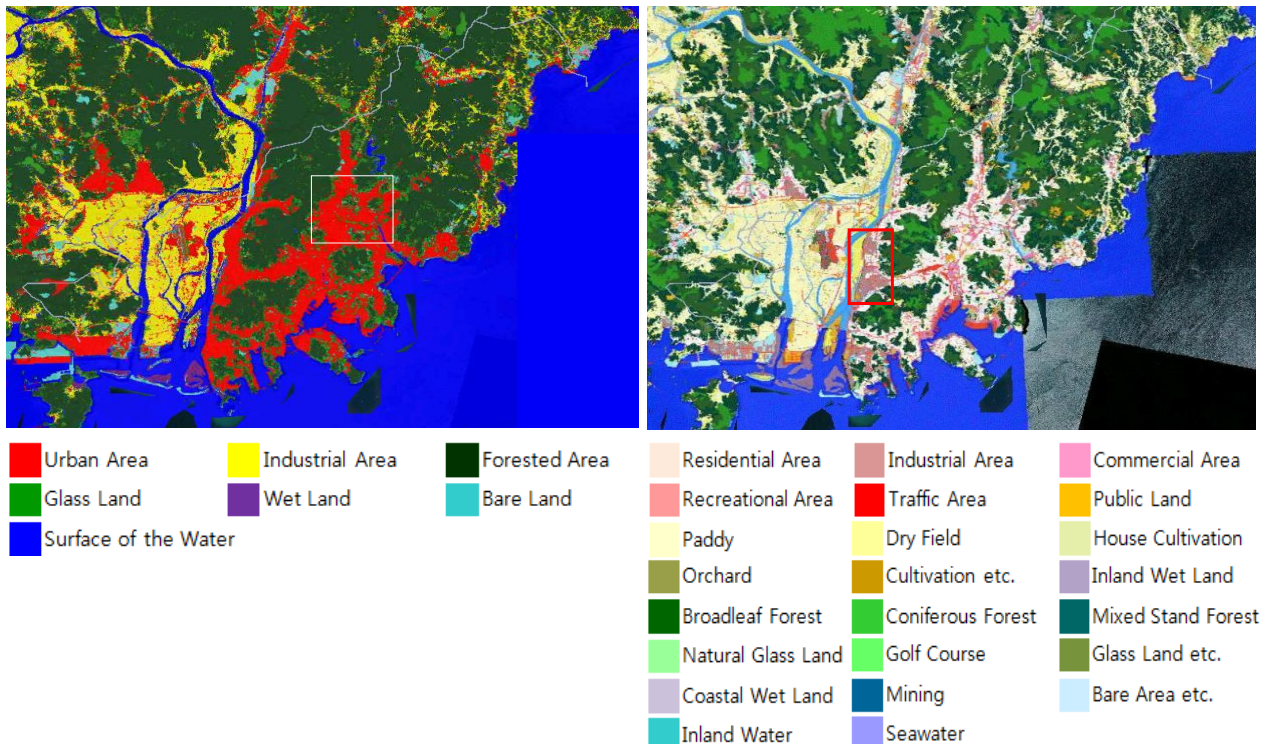 Urban Area
Industrial Area
Forested Area
Glass Land
Wet Land
Bare Land
Surface of the Water
Residential Area
Industrial Area
Commercial Area
Recreational Area
Traffic Area
Public Land
Paddy
Dry Field
House Cultivation
Orchard
Cultivation etc.
Inland Wet Land
Broadleaf Forest
Coniferous Forest
Mixed Stand Forest
Natural Glass Land
Golf Course
Glass Land etc.
Coastal Wet Land
Mining
Bare Area etc.
Inland Water
Seawater